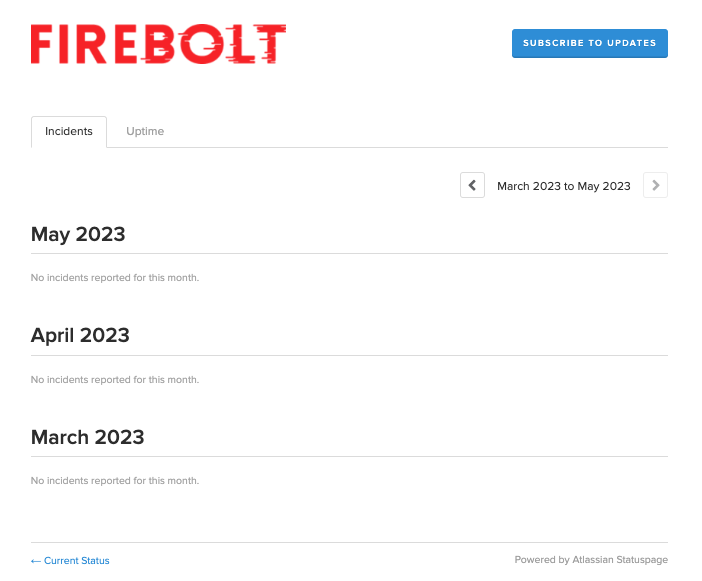 FIREBOLT
SUBSCRIBE TO UPDATES
Incidents
Uptime
March 2023 to May 2023
May 2023
No incidents reported for this month.
April 2023
No incidents reported for this month.
March 2023
No incidents reported for this month.
← Current Status
Powered by Atlassian Statuspage